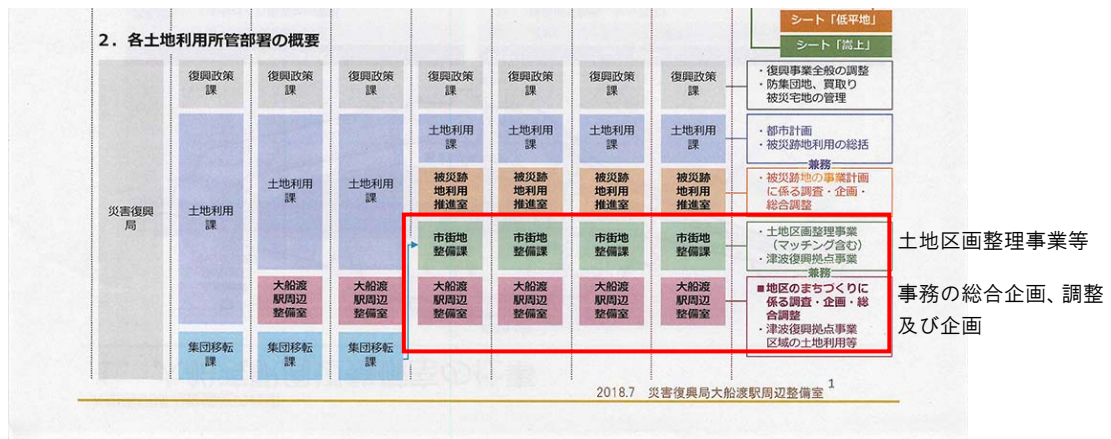 シート「低平地」
シート「嵩上」
2．各土地利用所管部署の概要
災害復興
局
復興政策
課
土地利用
課
集団移転
課
復興政策
課
土地利用
課
大船渡
駅周辺
整備室
集団移転
課
復興政策
課
土地利用
課
大船渡
駅周辺
整備室
集団移転
課
復興政策
課
土地利用
課
被災跡
地利用
推進室
市街地
整備課
大船渡
駅周辺
整備室
復興政策
課
土地利用
課
被災跡
地利用
推進室
市街地
整備課
大船渡
駅周辺
整備室
復興政策
課
土地利用
課
被災跡
地利用
推進室
市街地
整備課
大船渡
駅周辺
整備室
復興政策
課
土地利用
課
被災跡
地利用
推進室
市街地
整備課
大船渡
駅周辺
整備室
・復興事業全般の調整
・防集団地、買取り
被災宅地の管理
・都市計画
・被災跡地利用の総括
兼務
・被災跡地の事業計画
に係る調査・企画・
総合調整
・土地区画整理事業
（マッチング含む）
・津波復興拠点事業
兼務
■地区のまちづくりに
係る調査・企画・総
合調整
・津波復興拠点事業
区域の土地利用等
土地区画整理事業等
事務の総合企画、調整
及び企画
2018.7 災害復興局大船渡駅周辺整備室
1